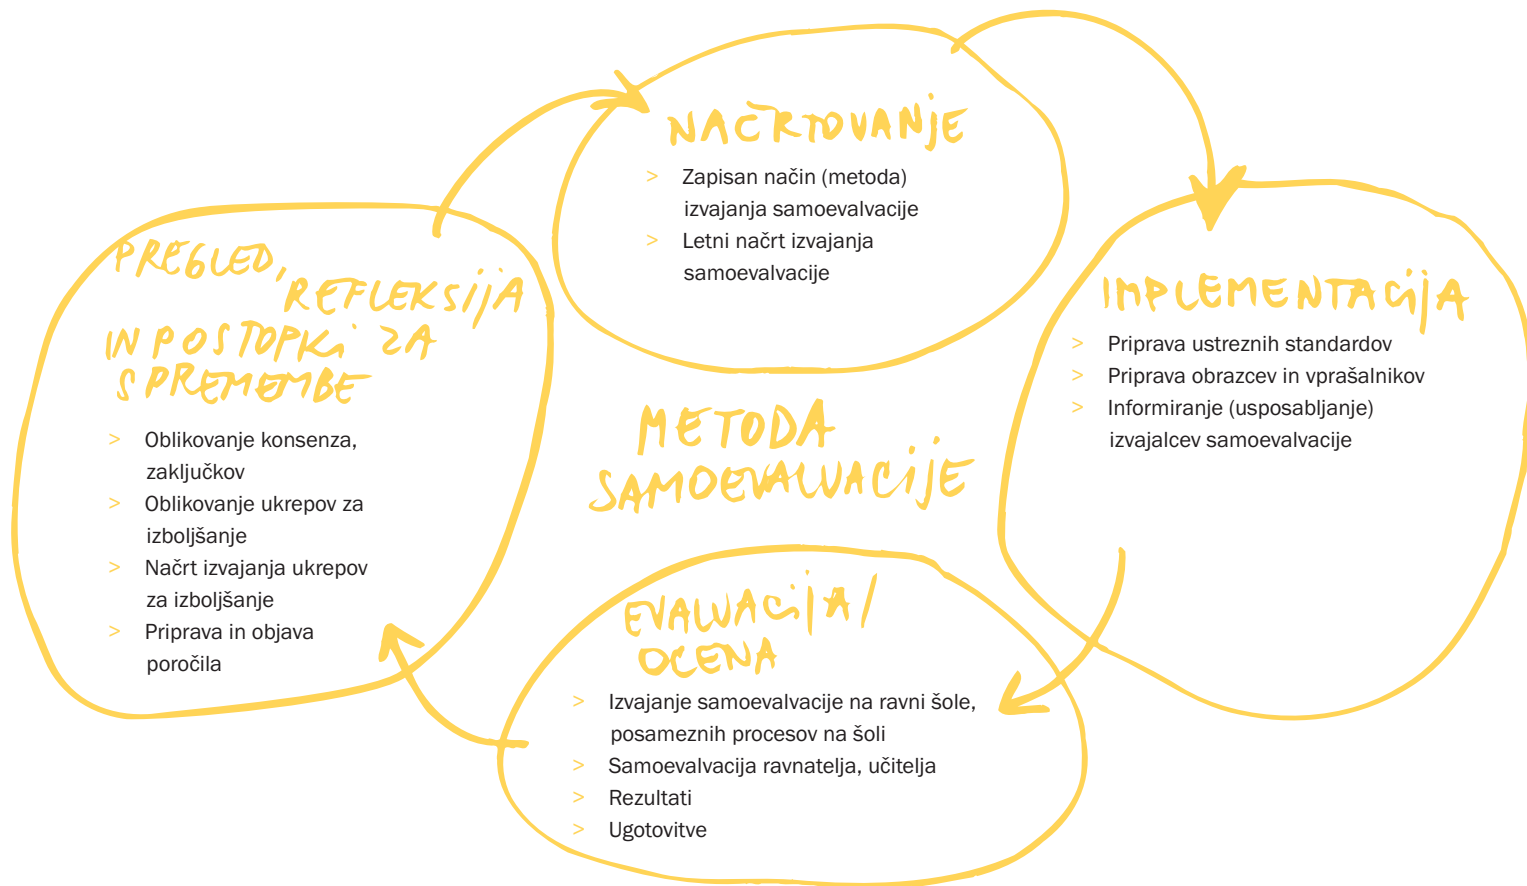 NAČRTOVANJE
> Zapisan način (metoda)
izvajanja samoevalvacije
> Letni načrt izvajanja
samoevalvacije
IMPLEMENTACIJA
> Priprava ustreznih standardov
> Priprava obrazcev in vprašalnikov
> Informiranje (usposabljanje)
izvajalcev samoevalvacije
EVALVACIJA/
OCENA
> Izvajanje samoevalvacije na ravni šole,
posameznih procesov na šoli
> Samoevalvacija ravnatelja, učitelja
> Rezultati
> Ugotovitve
PREGLED,
REFLEKSIJA
IN POSTOPKI ZA
SPREMEMBE
> Oblikovanje konsenza,
zaključkov
> Oblikovanje ukrepov za
izboljšanje
> Načrt izvajanja ukrepov
za izboljšanje
> Priprava in objava
poročila
METODA
SAMOEVALVACIJE